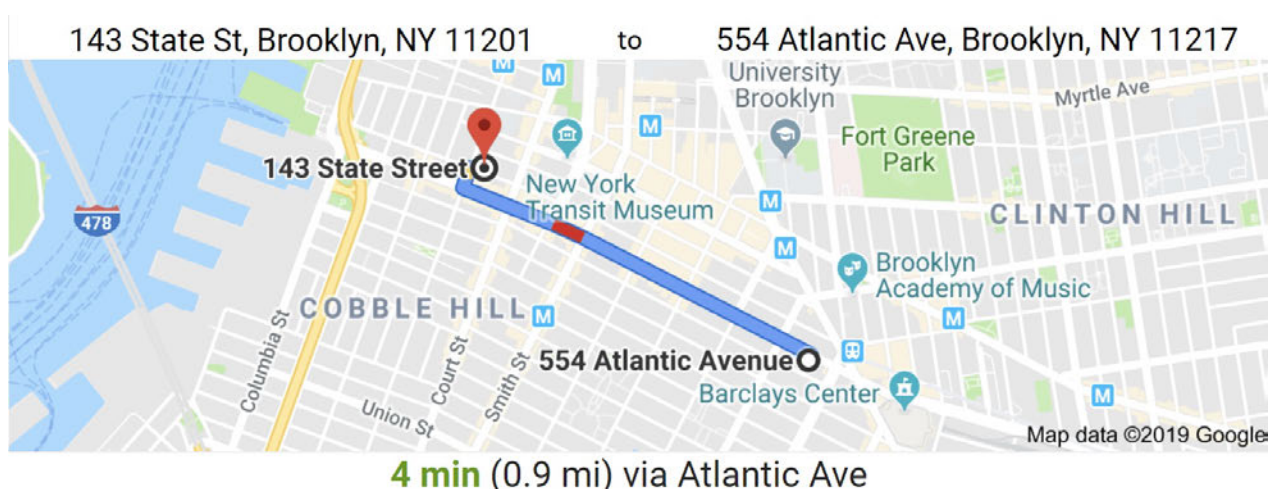 143 State St, Brooklyn, NY 11201 to 554 Atlantic Ave, Brooklyn, NY 11217
University
Brooklyn
Myrtle Ave
Fort Greene
Park
143 State Street
New York
Transit Museum
478
CLINTON HILL
Brooklyn
Academy of Music
COBBLE HILL
Columbia St
Court St
Smith St
554 Atlantic Avenue
Barclays Center
Union St
Map data ©2019 Google
4 min (0.9 mi) via Atlantic Ave
M
M
M
M
M
M
M
M